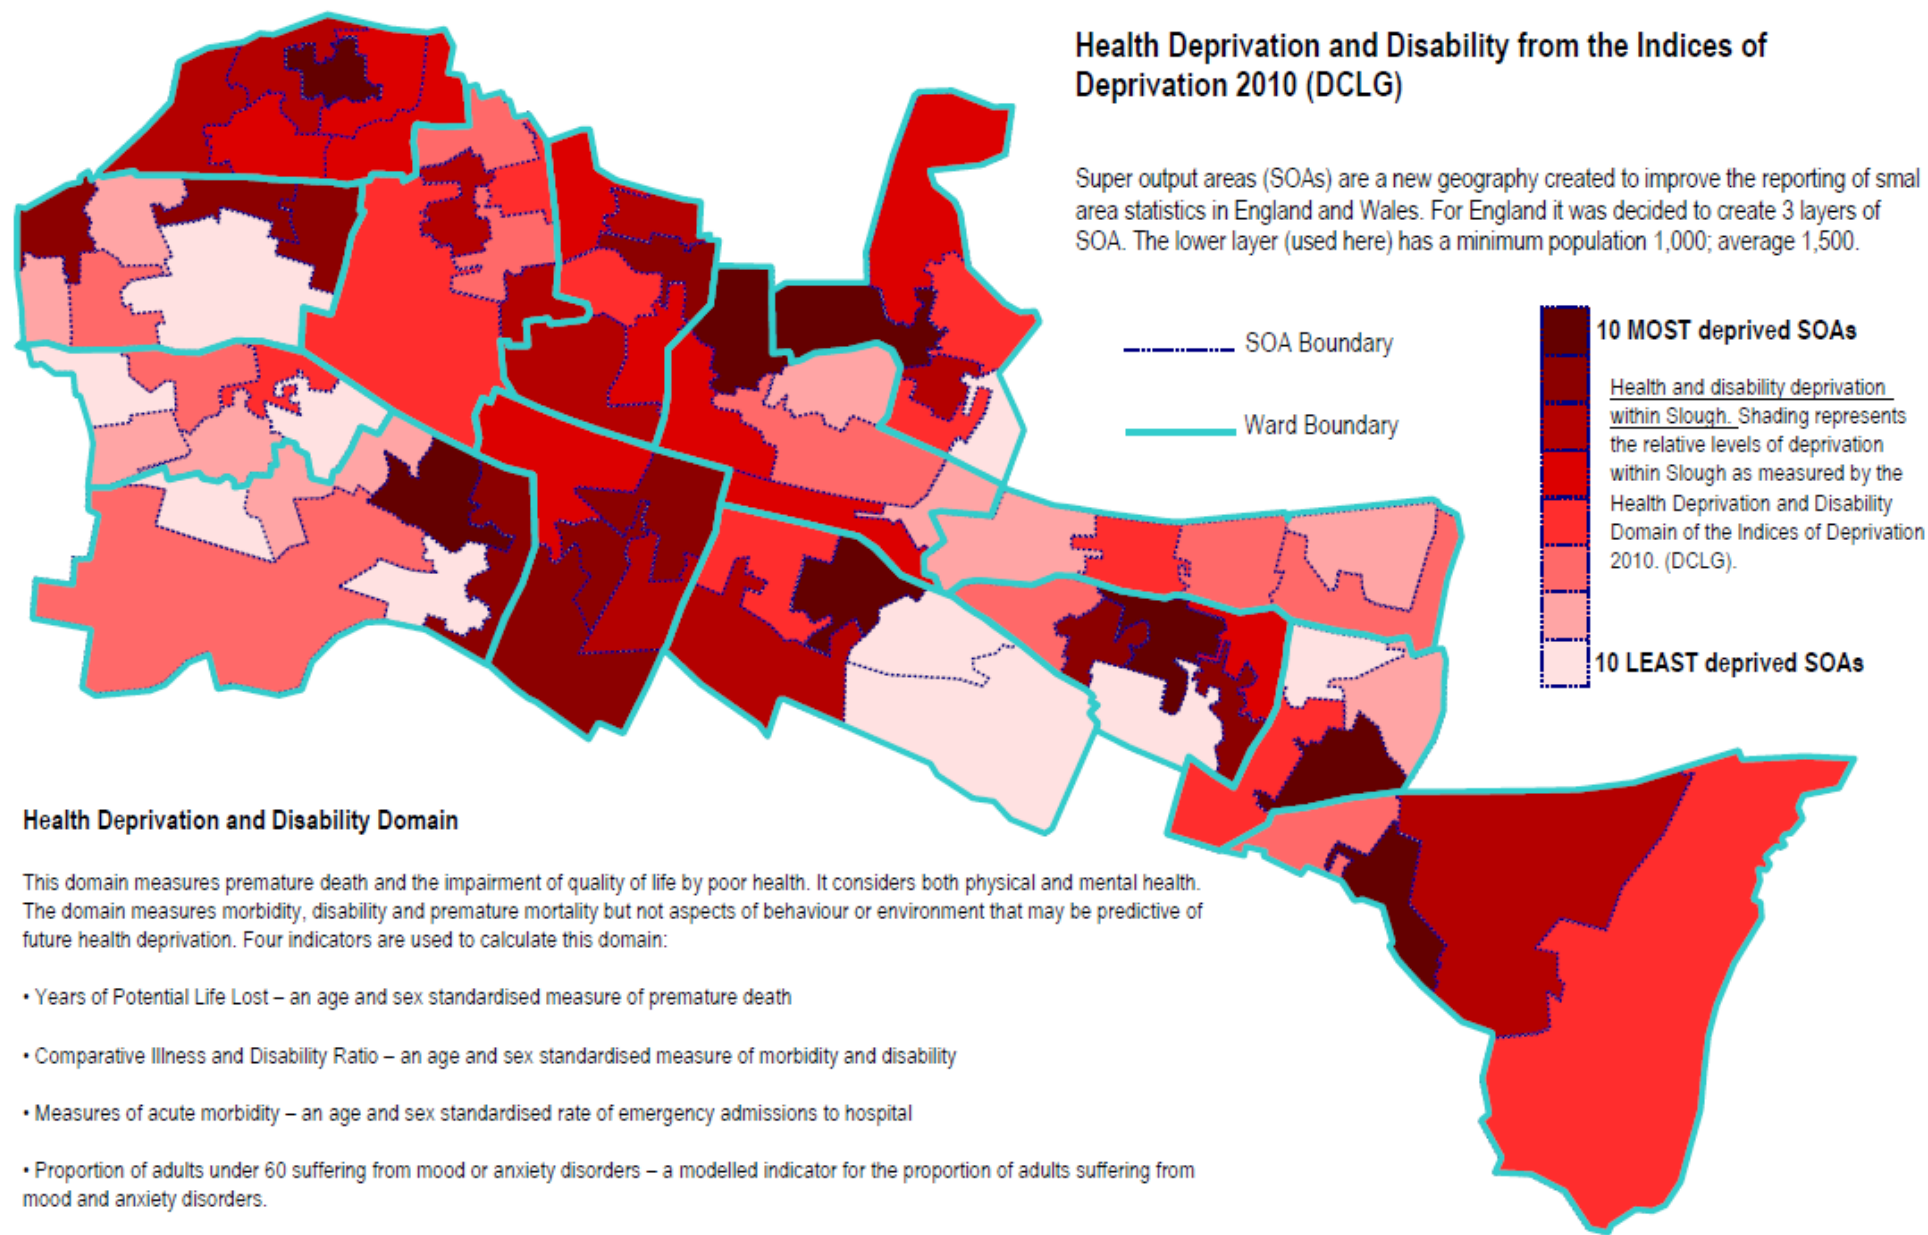 Health Deprivation and Disability from the Indices of
Deprivation 2010 (DCLG)
Super output areas (SOAs) are a new geography created to improve the reporting of smal
area statistics in England and Wales. For England it was decided to create 3 layers of
SOA. The lower layer (used here) has a minimum population 1,000; average 1,500.
SOA Boundary
Ward Boundary
10 MOST deprived SOAs
Health and disability deprivation
within Slough. Shading represents
the relative levels of deprivation
within Slough as measured by the
Health Deprivation and Disability
Domain of the Indices of Deprivation
2010. (DCLG).
10 LEAST deprived SOAs
Health Deprivation and Disability Domain
This domain measures premature death and the impairment of quality of life by poor health. It considers both physical and mental health.
The domain measures morbidity, disability and premature mortality but not aspects of behaviour or environment that may be predictive of
future health deprivation. Four indicators are used to calculate this domain:
• Years of Potential Life Lost – an age and sex standardised measure of premature death
• Comparative Illness and Disability Ratio – an age and sex standardised measure of morbidity and disability
• Measures of acute morbidity – an age and sex standardised rate of emergency admissions to hospital
• Proportion of adults under 60 suffering from mood or anxiety disorders – a modelled indicator for the proportion of adults suffering from
mood and anxiety disorders.